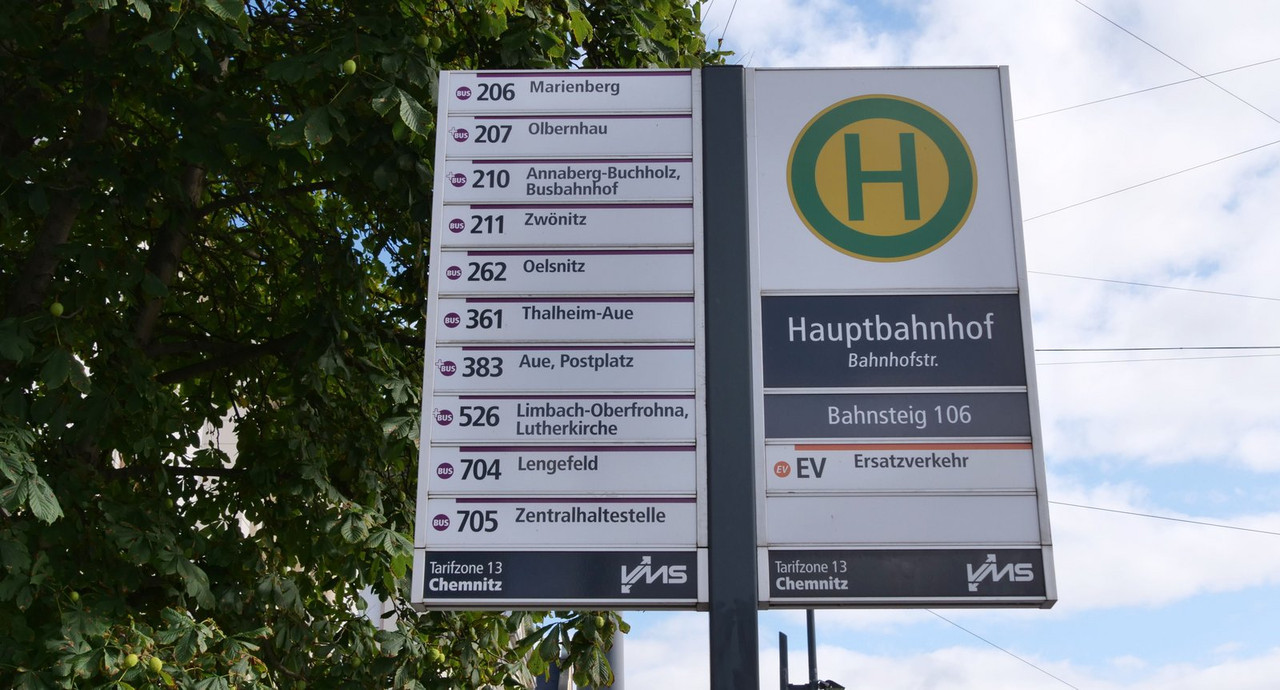 BUS 206 Marienberg
+BUS 207 Olbernhau
+BUS 210 Annaberg-Buchholz,
Busbahnhof
BUS 211 Zwönitz
BUS 262 Oelsnitz
BUS 361 Thalheim-Aue
+BUS 383 Aue, Postplatz
+BUS 526 Limbach-Oberfrohna,
Lutherkirche
BUS 704 Lengefeld
BUS 705 Zentralhaltestelle
Tarifzone 13
Chemnitz
VMS
H
Hauptbahnhof
Bahnhofstr.
Bahnsteig 106
EV EV Ersatzverkehr
Tarifzone 13
Chemnitz
VMS